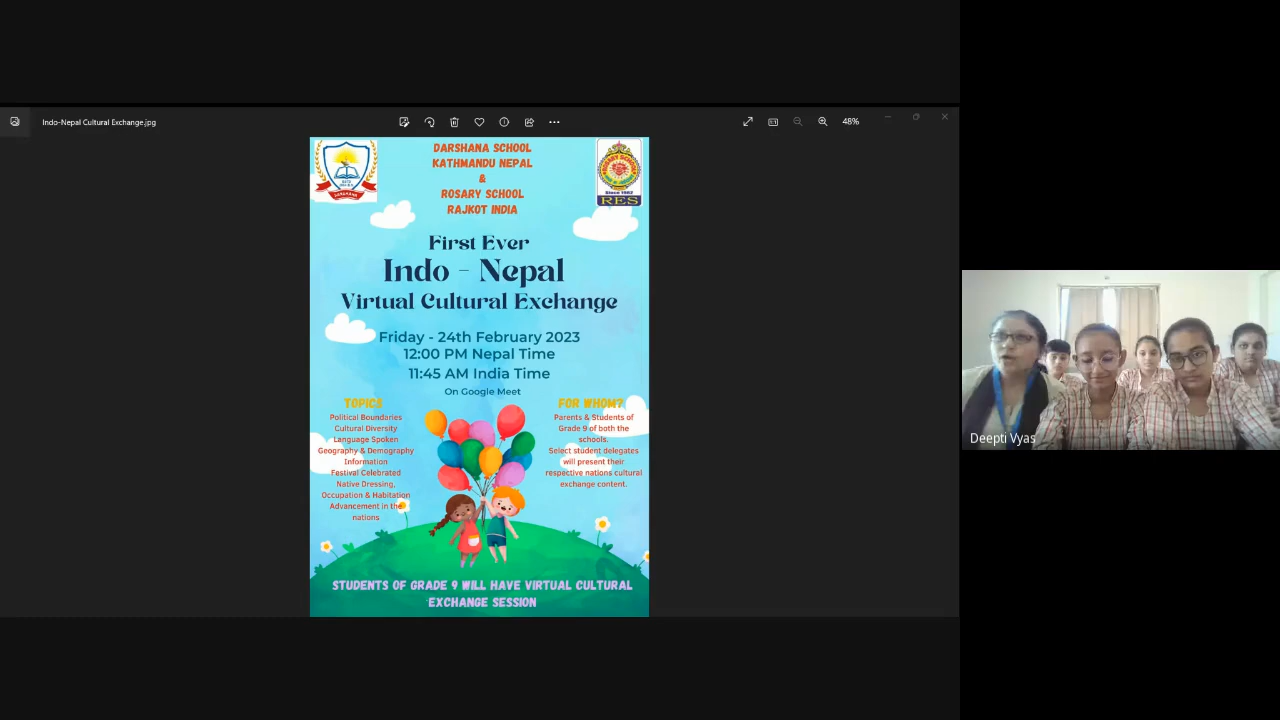 Indo-Nepal Cultural Exchange.jpg
48%
DARSHANA SCHOOL
KATHMANDU NEPAL
&
ROSARY SCHOOL
RAJKOT INDIA
DARSHANA
Since 1982
RES
First Ever
Indo - Nepal
Virtual Cultural Exchange
Friday - 24th February 2023
12:00 PM Nepal Time
11:45 AM India Time
On Google Meet
TOPICS
Political Boundaries
Cultural Diversity
Language Spoken
Geography & Demography
Information
Festival Celebrated
Native Dressing,
Occupation & Habitation
Advancement in the
nations
FOR WHOM?
Parents & Students of
Grade 9 of both the
schools.
Select student delegates
will present their
respective nations cultural
exchange content.
STUDENTS OF GRADE 9 WILL HAVE VIRTUAL CULTURAL
EXCHANGE SESSION
Deepti Vyas